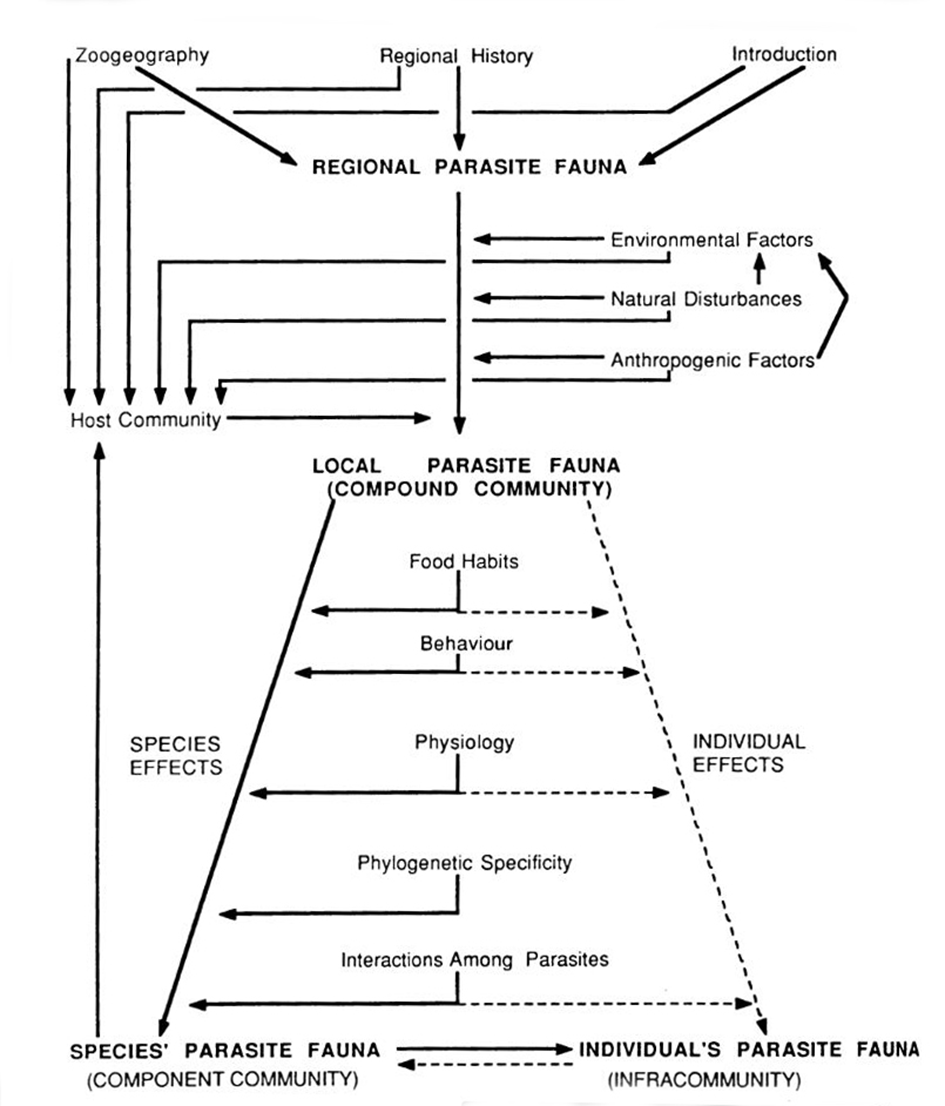 Zoogeography
Regional History
Introduction
REGIONAL PARASITE FAUNA
Environmental Factors
Natural Disturbances
Anthropogenic Factors
Host Community
LOCAL PARASITE FAUNA
(COMPOUND COMMUNITY)
Food Habits
Behaviour
SPECIES
EFFECTS
Physiology
INDIVIDUAL
EFFECTS
Phylogenetic Specificity
Interactions Among Parasites
SPECIES' PARASITE FAUNA
(COMPONENT COMMUNITY)
INDIVIDUAL'S PARASITE FAUNA
(INFRACOMMUNITY)